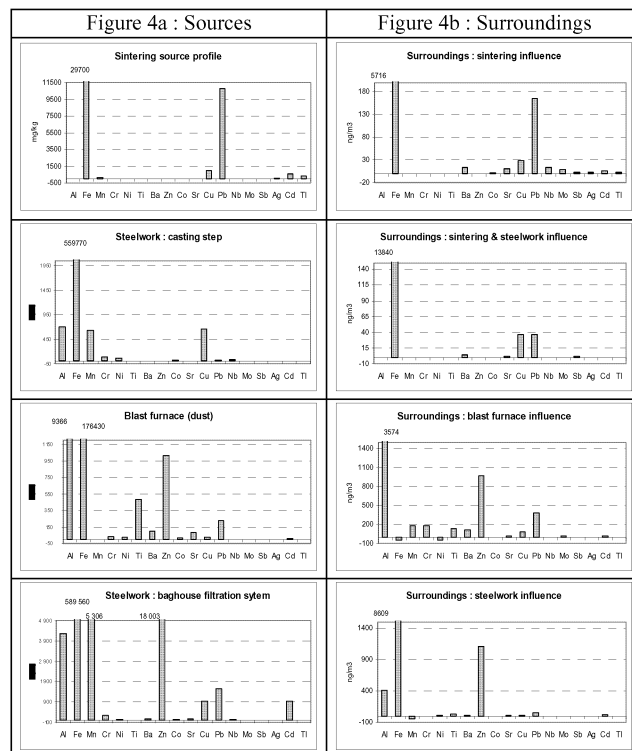 Figure 4a : Sources
Figure 4b : Surroundings
Sintering source profile
29700
11500
9500
7500
5500
3500
1500
-500
mg/kg
Al Fe Mn Cr Ni Ti Ba Zn Co Sr Cu Pb Nb Mo Sb Ag Cd Tl
Surroundings : sintering influence
5716
180
130
80
30
-20
ng/m3
Al Fe Mn Cr Ni Ti Ba Zn Co Sr Cu Pb Nb Mo Sb Ag Cd Tl
Steelwork : casting step
559770
1950
1450
950
450
-50
Al Fe Mn Cr Ni Ti Ba Zn Co Sr Cu Pb Nb Mo Sb Ag Cd Tl
Surroundings : sintering & steelwork influence
13840
140
115
90
65
40
15
-10
ng/m3
Al Fe Mn Cr Ni Ti Ba Zn Co Sr Cu Pb Nb Mo Sb Ag Cd Tl
Blast furnace (dust)
9366
176430
1150
950
750
550
350
150
-50
Al Fe Mn Cr Ni Ti Ba Zn Co Sr Cu Pb Nb Mo Sb Ag Cd Tl
Surroundings : blast furnace influence
3574
1400
1100
800
500
200
-100
ng/m3
Al Fe Mn Cr Ni Ti Ba Zn Co Sr Cu Pb Nb Mo Sb Ag Cd Tl
Steelwork : baghouse filtration sytem
589 560
5 306
18 003
4 900
3 900
2 900
1 900
900
-100
Al Fe Mn Cr Ni Ti Ba Zn Co Sr Cu Pb Nb Mo Sb Ag Cd Tl
Surroundings : steelwork influence
8609
1400
900
400
-100
ng/m3
Al Fe Mn Cr Ni Ti Ba Zn Co Sr Cu Pb Nb Mo Sb Ag Cd Tl